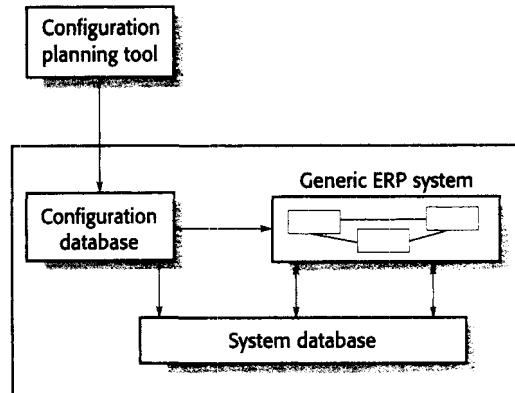 Configuration
planning tool
Generic ERP system
Configuration
database
System database